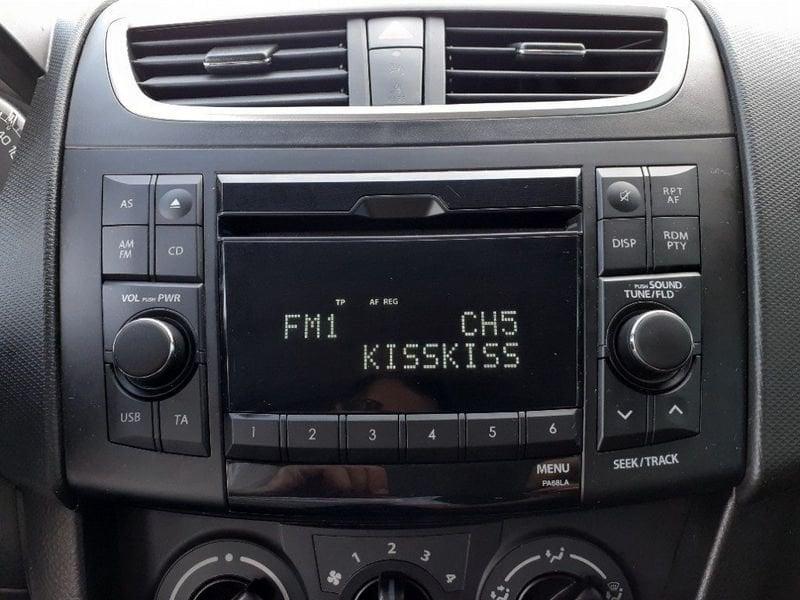 AS
RPT
AF
AM
FM
CD
DISP
RDM
PTY
VOL PUSH PWR
PUSH SOUND
TUNE/FLD
TP AF REG
FM1 CH5
KISSKISS
USB
TA
1 2 3 4 5 6
MENU
PA68LA
SEEK/TRACK
1 2 3 4